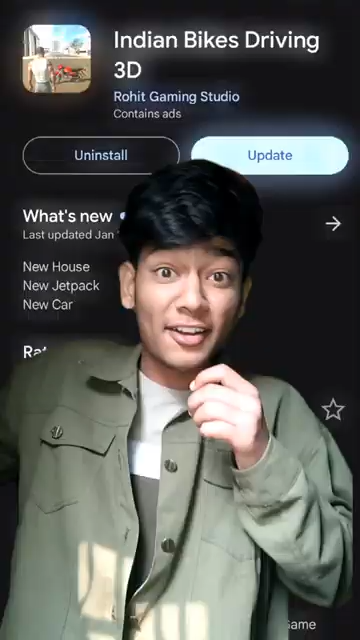 Indian Bikes Driving
3D
Rohit Gaming Studio
Contains ads
Uninstall
Update
What's new
Last updated Jan
New House
New Jetpack
New Car